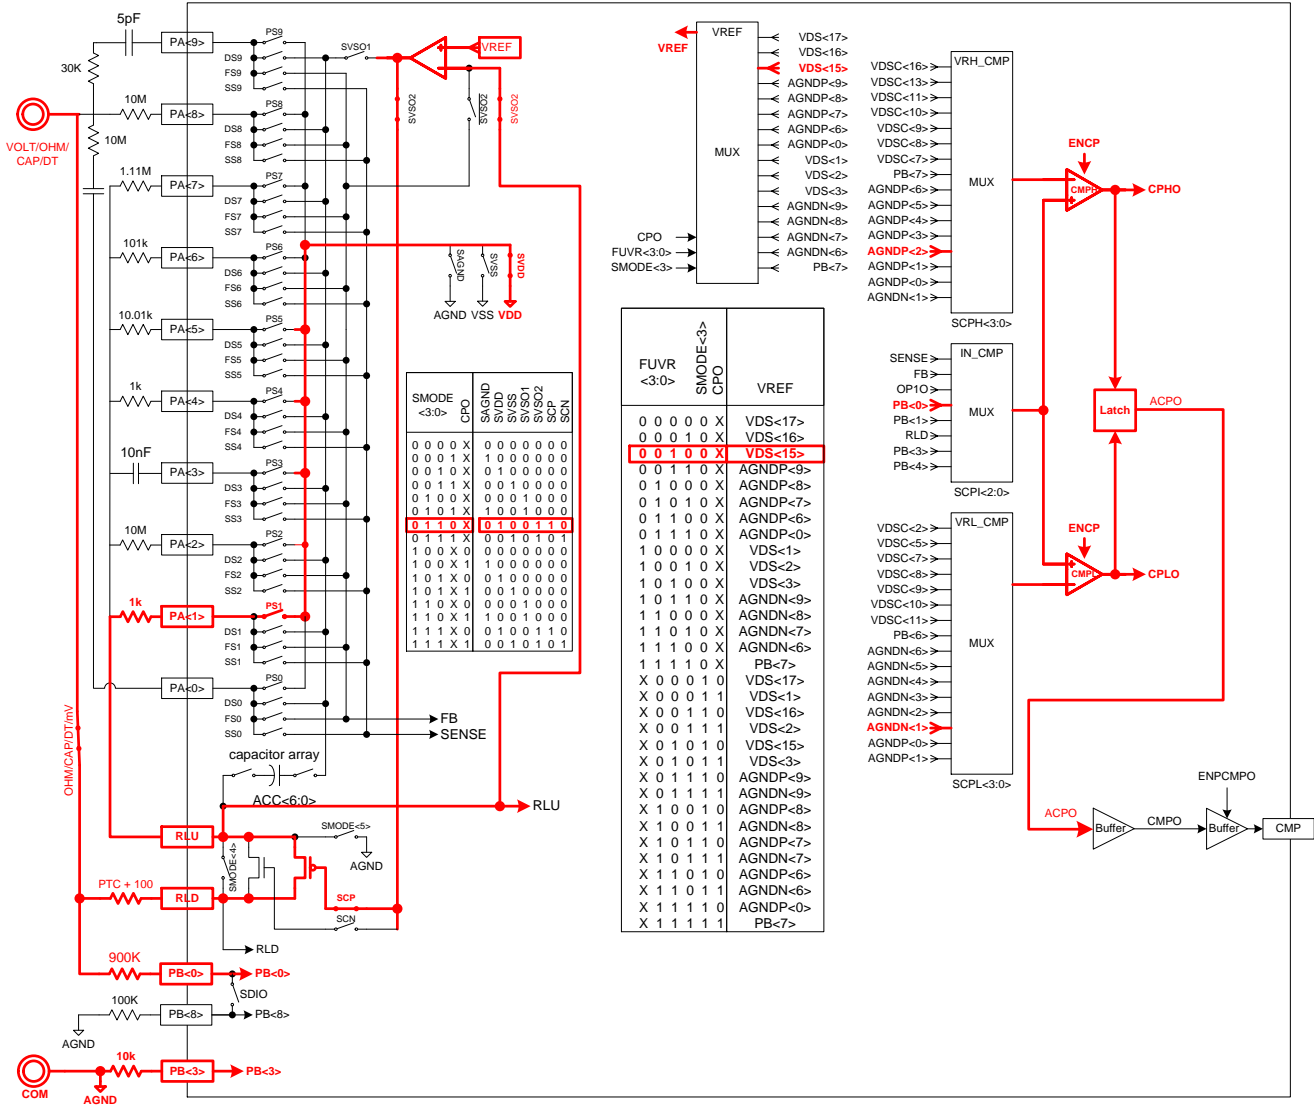 5pF
PA<9>
PS9
DS9
FS9
SS9
SVSO1
VREF
30K
10M
PA<8>
PS8
DS8
FS8
SS8
VOLT/OHM/
CAP/DT
10M
SVSO2
SVSO2
SVSO2
1.11M
PA<7>
PS7
DS7
FS7
SS7
101k
PA<6>
PS6
DS6
FS6
SS6
SAGND
SVSS
SVDD
AGND VSS VDD
10.01k
PA<5>
PS5
DS5
FS5
SS5
1k
PA<4>
PS4
DS4
FS4
SS4
10nF
PA<3>
PS3
DS3
FS3
SS3
10M
PA<2>
PS2
DS2
FS2
SS2
1k
PA<1>
PS1
DS1
FS1
SS1
PA<0>
PS0
DS0
FS0
SS0
FB
SENSE
OHM/CAP/DT/mV
capacitor array
ACC<6:0>
RLU
RLU
SMODE<5>
AGND
SMODE<4>
PTC + 100
RLD
SCP
SCN
RLD
900K
PB<0>
PB<0>
SDIO
100K
PB<8>
PB<8>
AGND
10k
PB<3>
PB<3>
COM
AGND
SMODE
<3:0>
CPO
SAGND
SVDD
SVSS
SVSO1
SVSO2
SCP
SCN
0 0 0 0 X 0 0 0 0 0 0 0
0 0 0 1 X 1 0 0 0 0 0 0
0 0 1 0 X 0 1 0 0 0 0 0
0 0 1 1 X 0 0 1 0 0 0 0
0 1 0 0 X 0 0 0 1 0 0 0
0 1 0 1 X 1 0 0 1 0 0 0
0 1 1 0 X 0 1 0 0 1 1 0
0 1 1 1 X 0 0 1 0 1 0 1
1 0 0 X 0 0 0 0 0 0 0 0
1 0 0 X 1 1 0 0 0 0 0 0
1 0 1 X 0 0 1 0 0 0 0 0
1 0 1 X 1 0 0 1 0 0 0 0
1 1 0 X 0 0 0 0 1 0 0 0
1 1 0 X 1 1 0 0 1 0 0 0
1 1 1 X 0 0 1 0 0 1 1 0
1 1 1 X 1 0 0 1 0 1 0 1
VREF
VREF
MUX
VDS<17>
VDS<16>
VDS<15>
AGNDP<9>
AGNDP<8>
AGNDP<7>
AGNDP<6>
AGNDP<0>
VDS<1>
VDS<2>
VDS<3>
AGNDN<9>
AGNDN<8>
AGNDN<7>
AGNDN<6>
PB<7>
CPO
FUVR<3:0>
SMODE<3>
FUVR
<3:0>
SMODE<3>
CPO
VREF
0 0 0 0 0 X VDS<17>
0 0 0 1 0 X VDS<16>
0 0 1 0 0 X VDS<15>
0 0 1 1 0 X AGNDP<9>
0 1 0 0 0 X AGNDP<8>
0 1 0 1 0 X AGNDP<7>
0 1 1 0 0 X AGNDP<6>
0 1 1 1 0 X AGNDP<0>
1 0 0 0 0 X VDS<1>
1 0 0 1 0 X VDS<2>
1 0 1 0 0 X VDS<3>
1 0 1 1 0 X AGNDN<9>
1 1 0 0 0 X AGNDN<8>
1 1 0 1 0 X AGNDN<7>
1 1 1 0 0 X AGNDN<6>
1 1 1 1 0 X PB<7>
X 0 0 0 1 0 VDS<17>
X 0 0 0 1 1 VDS<1>
X 0 0 1 1 0 VDS<16>
X 0 0 1 1 1 VDS<2>
X 0 1 0 1 0 VDS<15>
X 0 1 0 1 1 VDS<3>
X 0 1 1 1 0 AGNDP<9>
X 0 1 1 1 1 AGNDN<9>
X 1 0 0 1 0 AGNDP<8>
X 1 0 0 1 1 AGNDN<8>
X 1 0 1 1 0 AGNDP<7>
X 1 0 1 1 1 AGNDN<7>
X 1 1 0 1 0 AGNDP<6>
X 1 1 0 1 1 AGNDN<6>
X 1 1 1 1 0 AGNDP<0>
X 1 1 1 1 1 PB<7>
VRH_CMP
MUX
VDSC<16>
VDSC<13>
VDSC<11>
VDSC<10>
VDSC<9>
VDSC<8>
VDSC<7>
PB<7>
AGNDP<6>
AGNDP<5>
AGNDP<4>
AGNDP<3>
AGNDP<2>
AGNDP<1>
AGNDP<0>
AGNDN<1>
SCPH<3:0>
ENCP
CMPH
CPHO
IN_CMP
MUX
SENSE
FB
OP1O
PB<0>
PB<1>
RLD
PB<3>
PB<4>
SCPI<2:0>
Latch
ACPO
VRL_CMP
MUX
VDSC<2>
VDSC<5>
VDSC<7>
VDSC<8>
VDSC<9>
VDSC<10>
VDSC<11>
PB<6>
AGNDN<6>
AGNDN<5>
AGNDN<4>
AGNDN<3>
AGNDN<2>
AGNDN<1>
AGNDP<0>
AGNDP<1>
SCPL<3:0>
ENCP
CMPL
CPLO
ENPCMPO
ACPO
Buffer
CMPO
Buffer
CMP